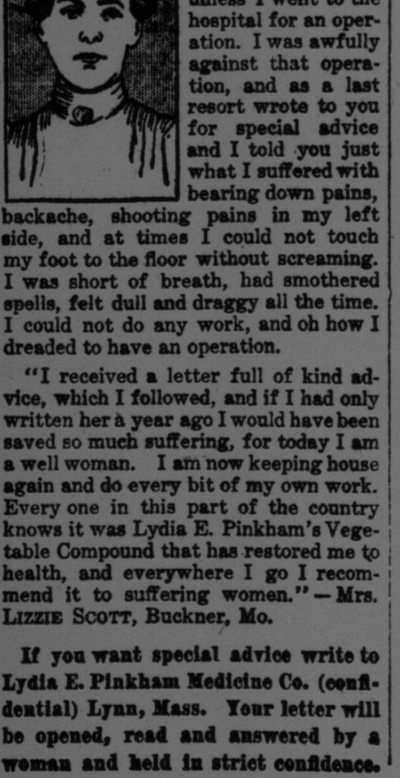 unless I went to the
hospital for an oper-
ation. I was awfully
against that opera-
tion, and as a last
resort wrote to you
for special advice
and I told you just
what I suffered with
bearing down pains,
backache, shooting pains in my left
side, and at times I could not touch
my foot to the floor without screaming.
I was short of breath, had smothered
spells, felt dull and draggy all the time.
I could not do any work, and oh how I
dreaded to have an operation.
"I received a letter full of kind ad-
vice, which I followed, and if I had only
written her a year ago I would have been
saved so much suffering, for today I am
a well woman. I am now keeping house
again and do every bit of my own work.
Every one in this part of the country
knows it was Lydia E. Pinkham's Vege-
table Compound that has restored me to
health, and everywhere I go I recom-
mend it to suffering women." — Mrs.
LIZZIE SCOTT, Buckner, Mo.
If you want special advice write to
Lydia E. Pinkham Medicine Co. (confi-
dential) Lynn, Mass. Your letter will
be opened, read and answered by a
woman and held in strict confidence.